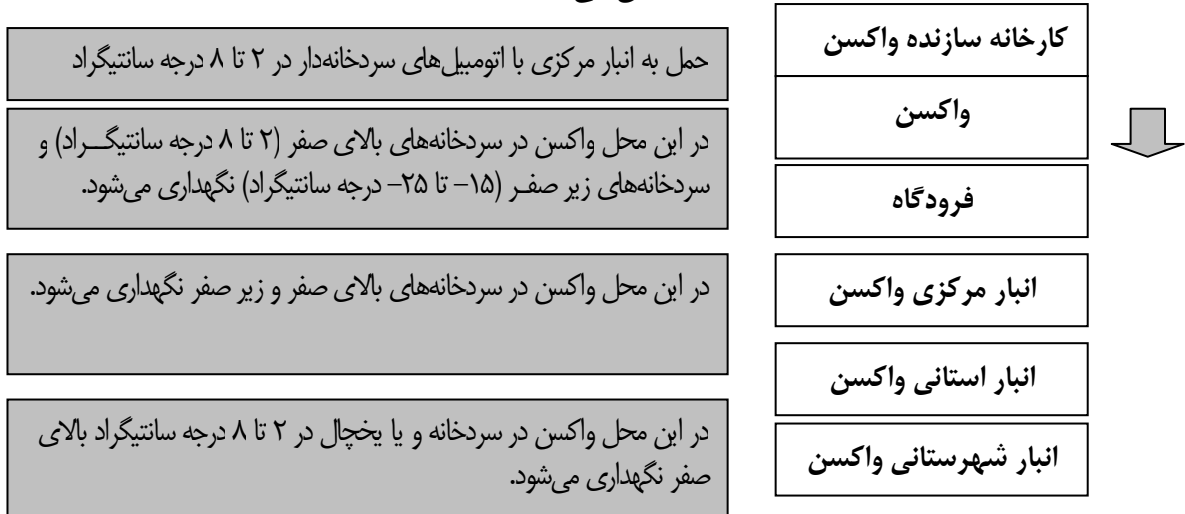 کارخانه سازنده واکسن
واکسن
فرودگاه
انبار مرکزی واکسن
انبار استانی واکسن
انبار شهرستانی واکسن
حمل به انبار مرکزی با اتومبیل‌های سردخانه‌دار در ۲ تا ۸ درجه سانتیگراد
در این محل واکسن در سردخانه‌های بالای صفر (۲ تا ۸ درجه سانتیگـــراد) و
سردخانه‌های زیر صفـر (۱۵- تا ۲۵- درجه سانتیگراد) نگهداری می‌شود.
در این محل واکسن در سردخانه‌های بالای صفر و زیر صفر نگهداری می‌شود.
در این محل واکسن در سردخانه و یا یخچال در ۲ تا ۸ درجه سانتیگراد بالای
صفر نگهداری می‌شود.